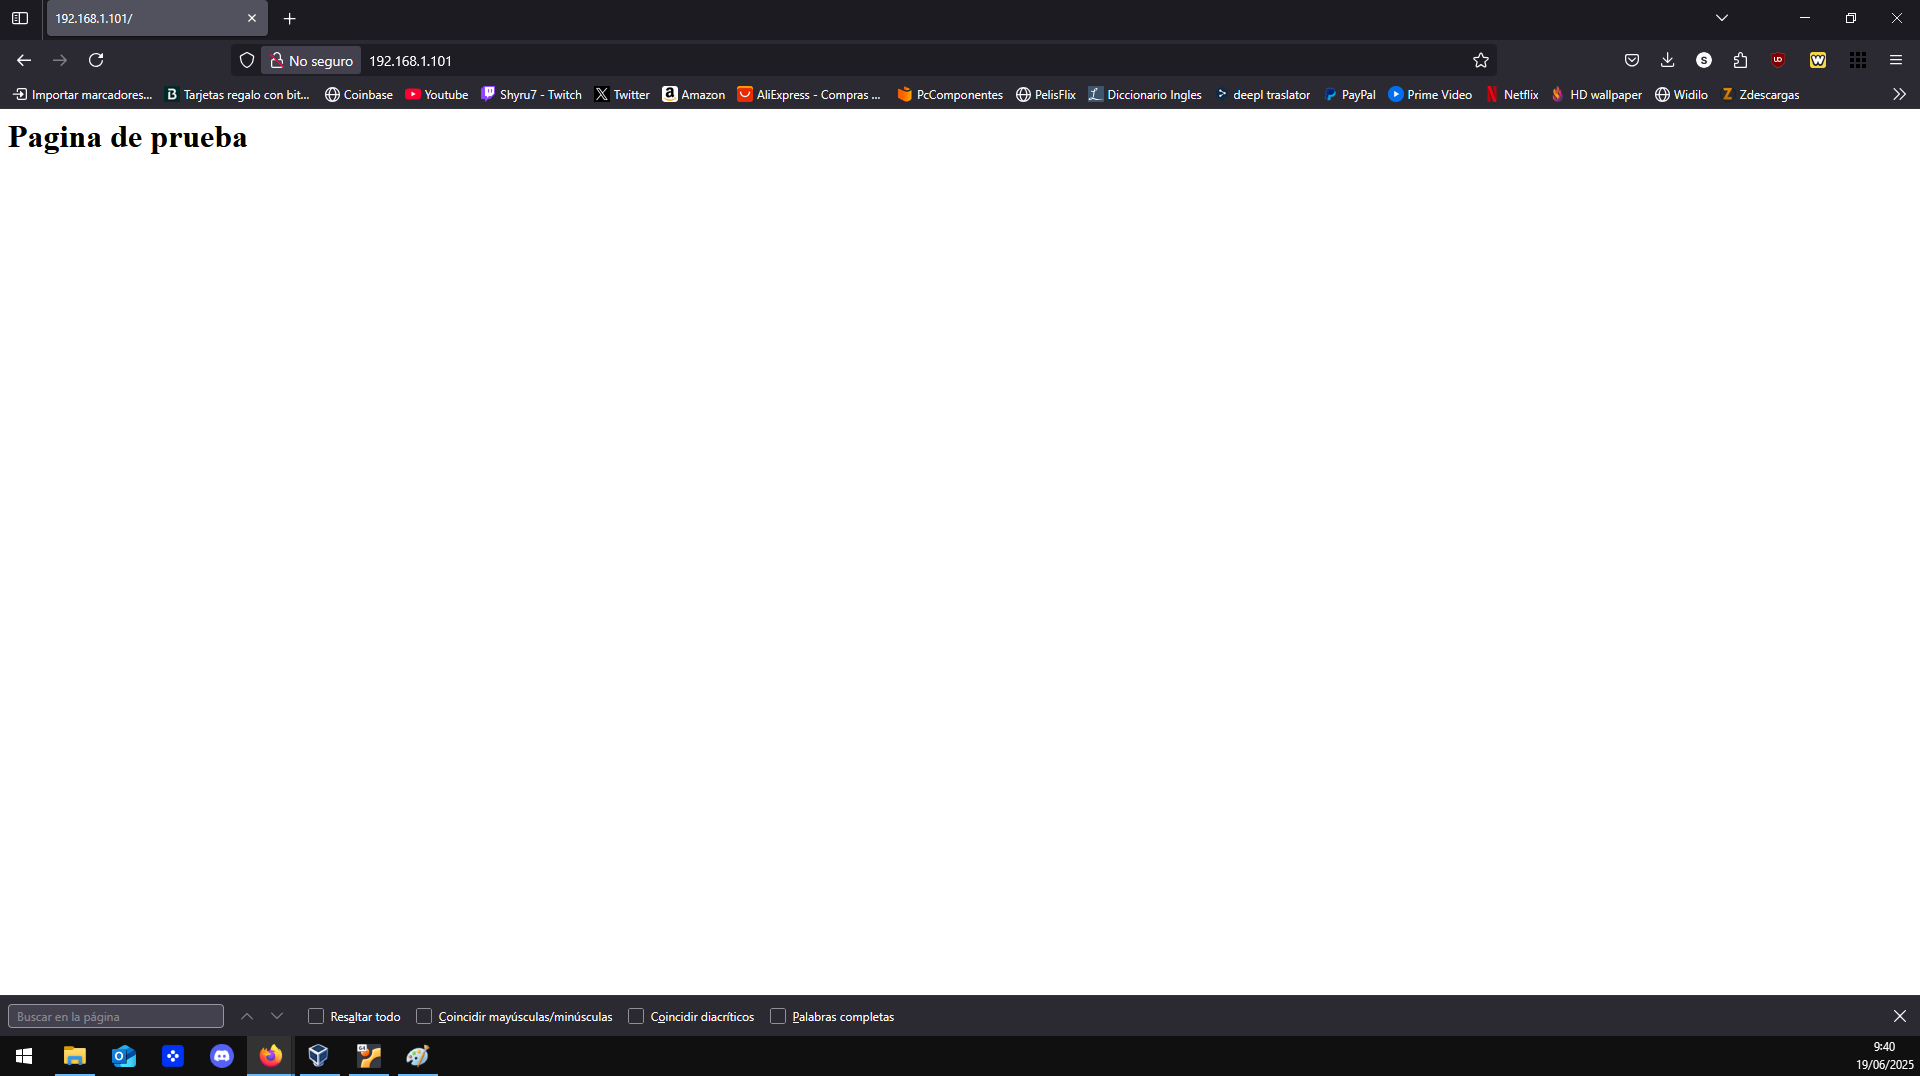 192.168.1.101/
No seguro 192.168.1.101
Importar marcadores... Tarjetas regalo con bit... Coinbase Youtube Shyru7 - Twitch Twitter Amazon AliExpress - Compras ... PcComponentes PelisFlix Diccionario Ingles deepl traslator PayPal Prime Video Netflix HD wallpaper Widilo Zdescargas
Pagina de prueba
Buscar en la página Resaltar todo Coincidir mayúsculas/minúsculas Coincidir diacríticos Palabras completas
9:40
19/06/2025